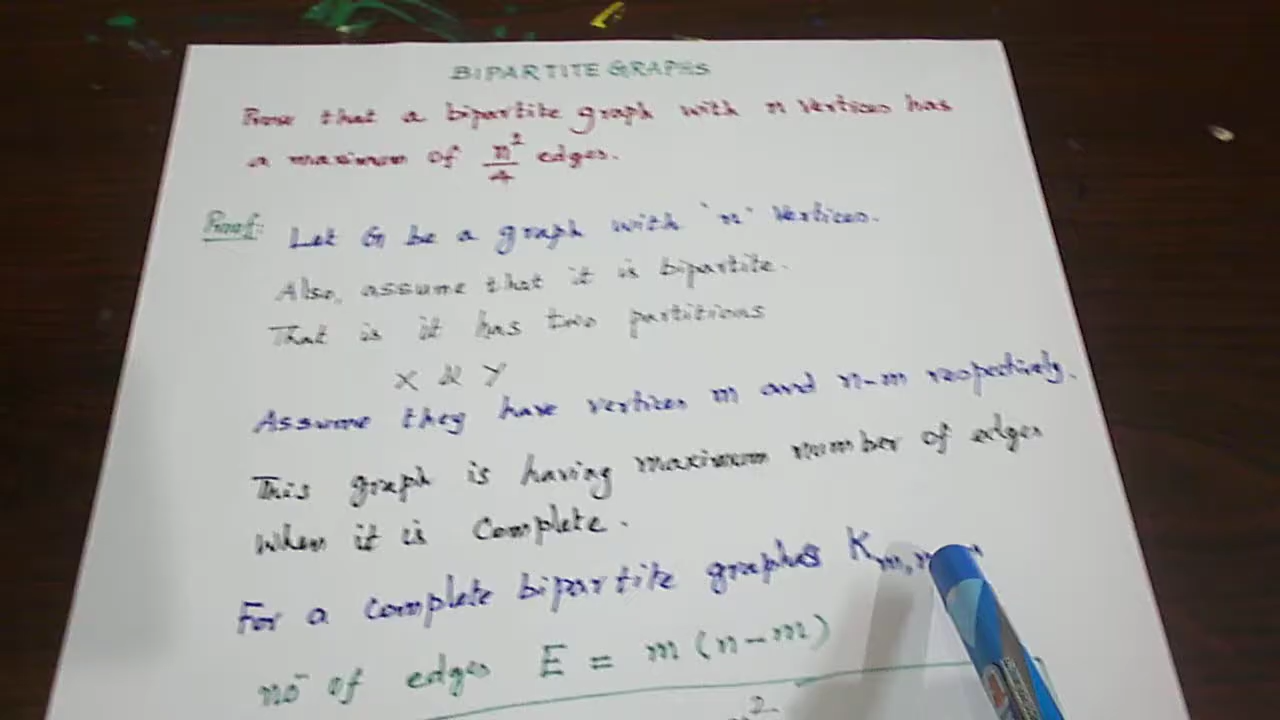 BIPARTITE GRAPHS
Prove that a bipartite graph with n vertices has
a maximum of n²/4 edges.
Proof: Let G be a graph with 'n' vertices.
Also, assume that it is bipartite.
That is it has two partitions
X & Y
Assume they have vertices m and n-m respectively.
This graph is having maximum number of edges
when it is complete.
For a complete bipartite graphs K
no of edges E = m(n-m)